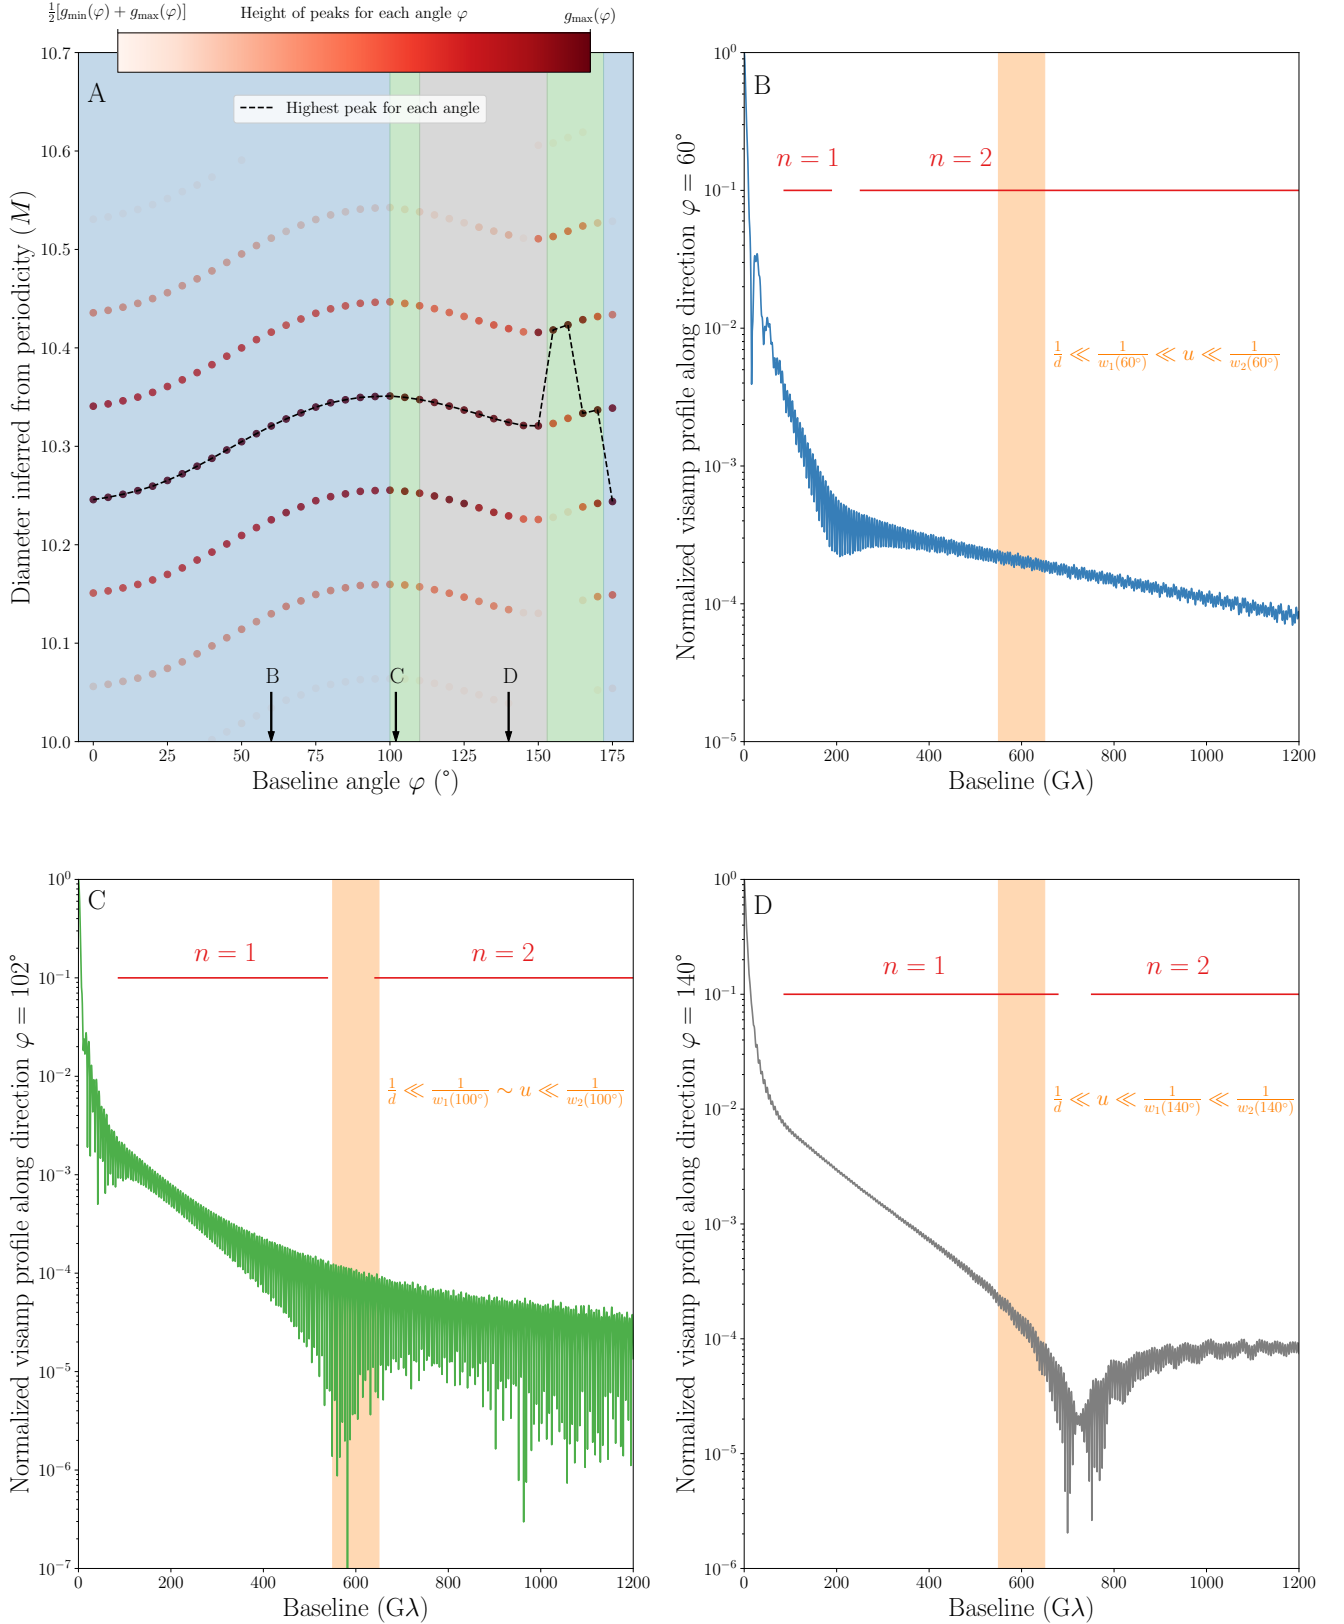 ½[g_min(φ) + g_max(φ)]
Height of peaks for each angle φ
g_max(φ)
A
Highest peak for each angle
Diameter inferred from periodicity (M)
10.7
10.6
10.5
10.4
10.3
10.2
10.1
10.0
B
C
D
0 25 50 75 100 125 150 175
Baseline angle φ (°)
B
n = 1
n = 2
1/d ≪ 1/w₁(60°) ≪ u ≪ 1/w₂(60°)
Normalized visamp profile along direction φ = 60°
10⁰
10⁻¹
10⁻²
10⁻³
10⁻⁴
10⁻⁵
0 200 400 600 800 1000 1200
Baseline (Gλ)
C
n = 1
n = 2
1/d ≪ 1/w₁(100°) ∼ u ≪ 1/w₂(100°)
Normalized visamp profile along direction φ = 102°
10⁰
10⁻¹
10⁻²
10⁻³
10⁻⁴
10⁻⁵
10⁻⁶
10⁻⁷
0 200 400 600 800 1000 1200
Baseline (Gλ)
D
n = 1
n = 2
1/d ≪ u ≪ 1/w₁(140°) ≪ 1/w₂(140°)
Normalized visamp profile along direction φ = 140°
10⁰
10⁻¹
10⁻²
10⁻³
10⁻⁴
10⁻⁵
10⁻⁶
0 200 400 600 800 1000 1200
Baseline (Gλ)